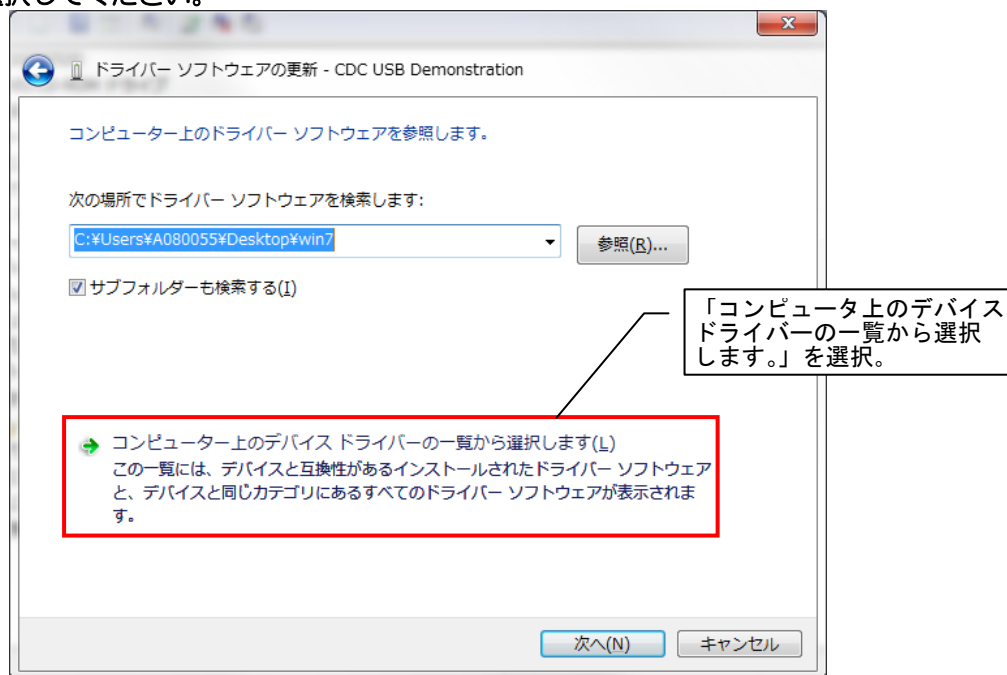 択してください。
ドライバー ソフトウェアの更新 - CDC USB Demonstration
コンピューター上のドライバー ソフトウェアを参照します。
次の場所でドライバー ソフトウェアを検索します:
C:¥Users¥A080055¥Desktop¥win7
参照(R)...
サブフォルダーも検索する(I)
「コンピュータ上のデバイス
ドライバーの一覧から選択
します。」を選択。
コンピューター上のデバイス ドライバーの一覧から選択します(L)
この一覧には、デバイスと互換性があるインストールされたドライバー ソフトウェア
と、デバイスと同じカテゴリにあるすべてのドライバー ソフトウェアが表示されま
す。
次へ(N)
キャンセル